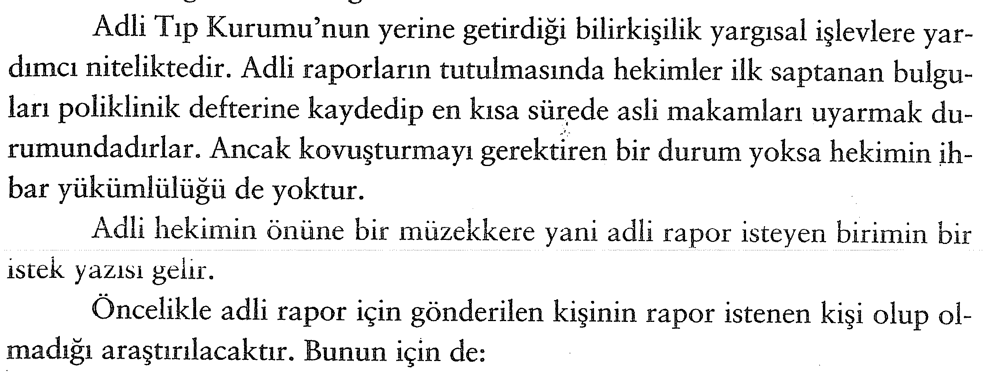 Adli Tıp Kurumu'nun yerine getirdiği bilirkişilik yargısal işlevlere yar-
dımcı niteliktedir. Adli raporların tutulmasında hekimler ilk saptanan bulgu-
ları poliklinik defterine kaydedip en kısa sürede asli makamları uyarmak du-
rumundadırlar. Ancak kovuşturmayı gerektiren bir durum yoksa hekimin ih-
bar yükümlülüğü de yoktur.
Adli hekimin önüne bir müzekkere yani adli rapor isteyen birimin bir
istek yazısı gelir.
Öncelikle adli rapor için gönderilen kişinin rapor istenen kişi olup ol-
madığı araştırılacaktır. Bunun için de: